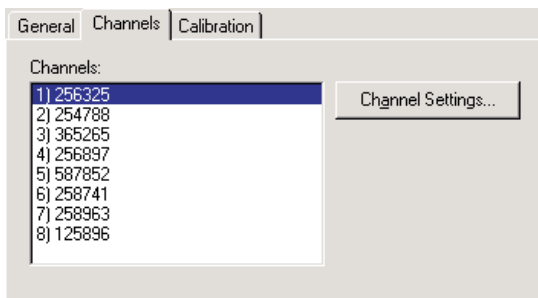 General Channels Calibration
Channels:
1) 256325
Channel Settings...
2) 254788
3) 365265
4) 256897
5) 587852
6) 258741
7) 258963
8) 125896